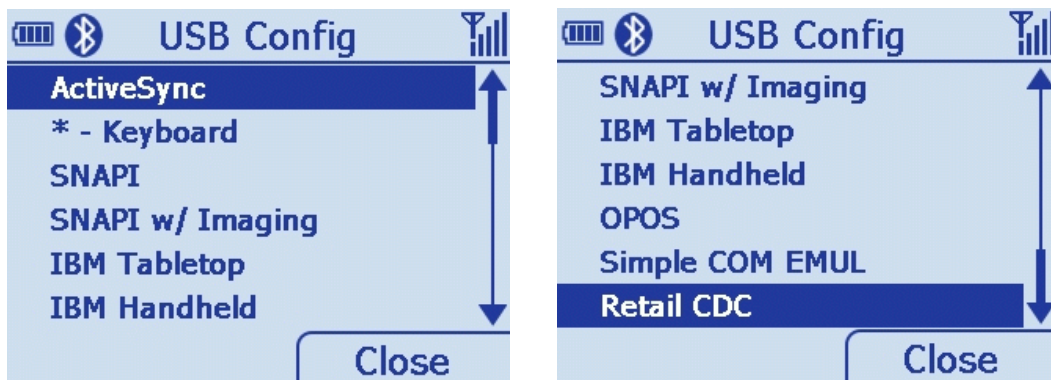 USB Config
ActiveSync
* - Keyboard
SNAPI
SNAPI w/ Imaging
IBM Tabletop
IBM Handheld
Close
USB Config
SNAPI w/ Imaging
IBM Tabletop
IBM Handheld
OPOS
Simple COM EMUL
Retail CDC
Close